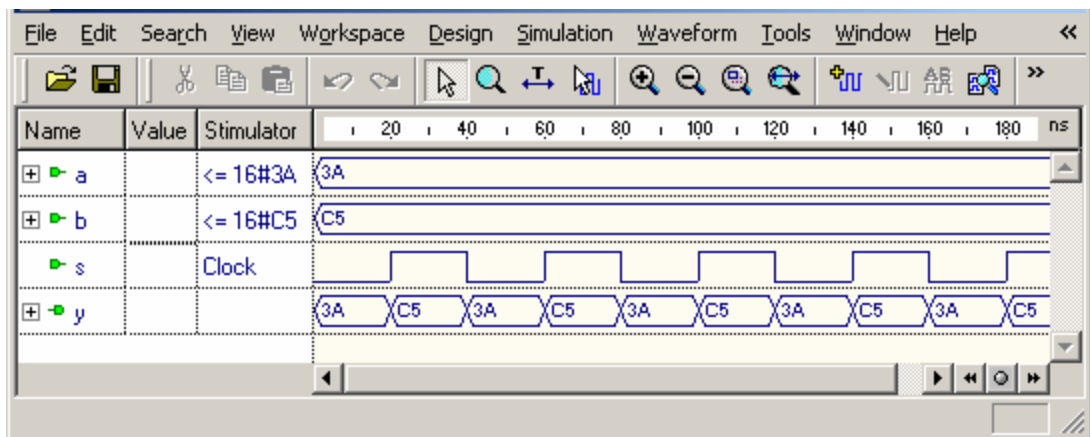 File Edit Search View Workspace Design Simulation Waveform Tools Window Help «
AB
Name Value Stimulator 20 40 60 80 100 120 140 160 180 ns
a <= 16#3A 3A
b <= 16#C5 C5
s Clock
y 3A C5 3A C5 3A C5 3A C5 3A C5